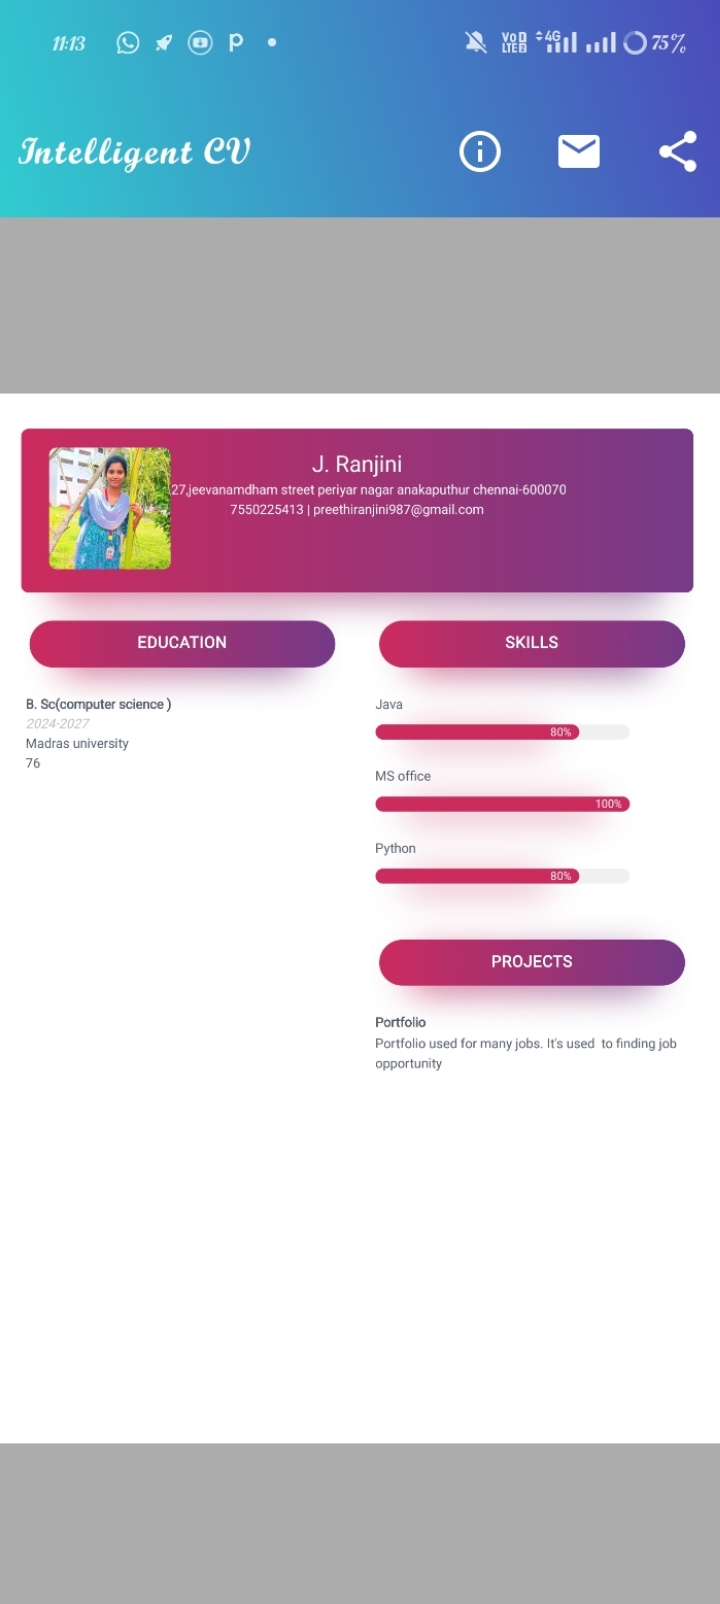 11:13
VoD LTE2 4G 75%
Intelligent CV
J. Ranjini
27,jeevanamdham street periyar nagar anakaputhur chennai-600070
7550225413 | preethiranjini987@gmail.com
EDUCATION
B. Sc(computer science )
2024-2027
Madras university
76
SKILLS
Java
80%
MS office
100%
Python
80%
PROJECTS
Portfolio
Portfolio used for many jobs. It's used  to finding job
opportunity